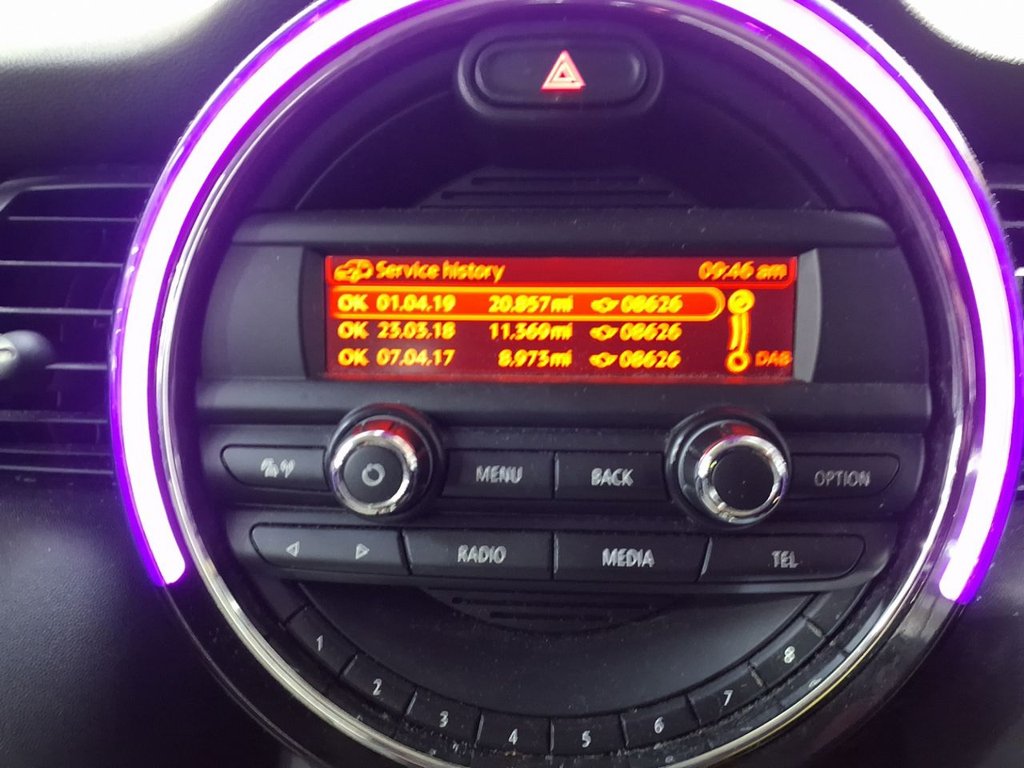 Service history 09:46 am
OK 01.04.19 20.857mi 08626
OK 23.03.18 11.369mi 08626
OK 07.04.17 8.973mi 08626
DAB
MENU BACK OPTION
RADIO MEDIA TEL
1 2 3 4 5 6 7 8